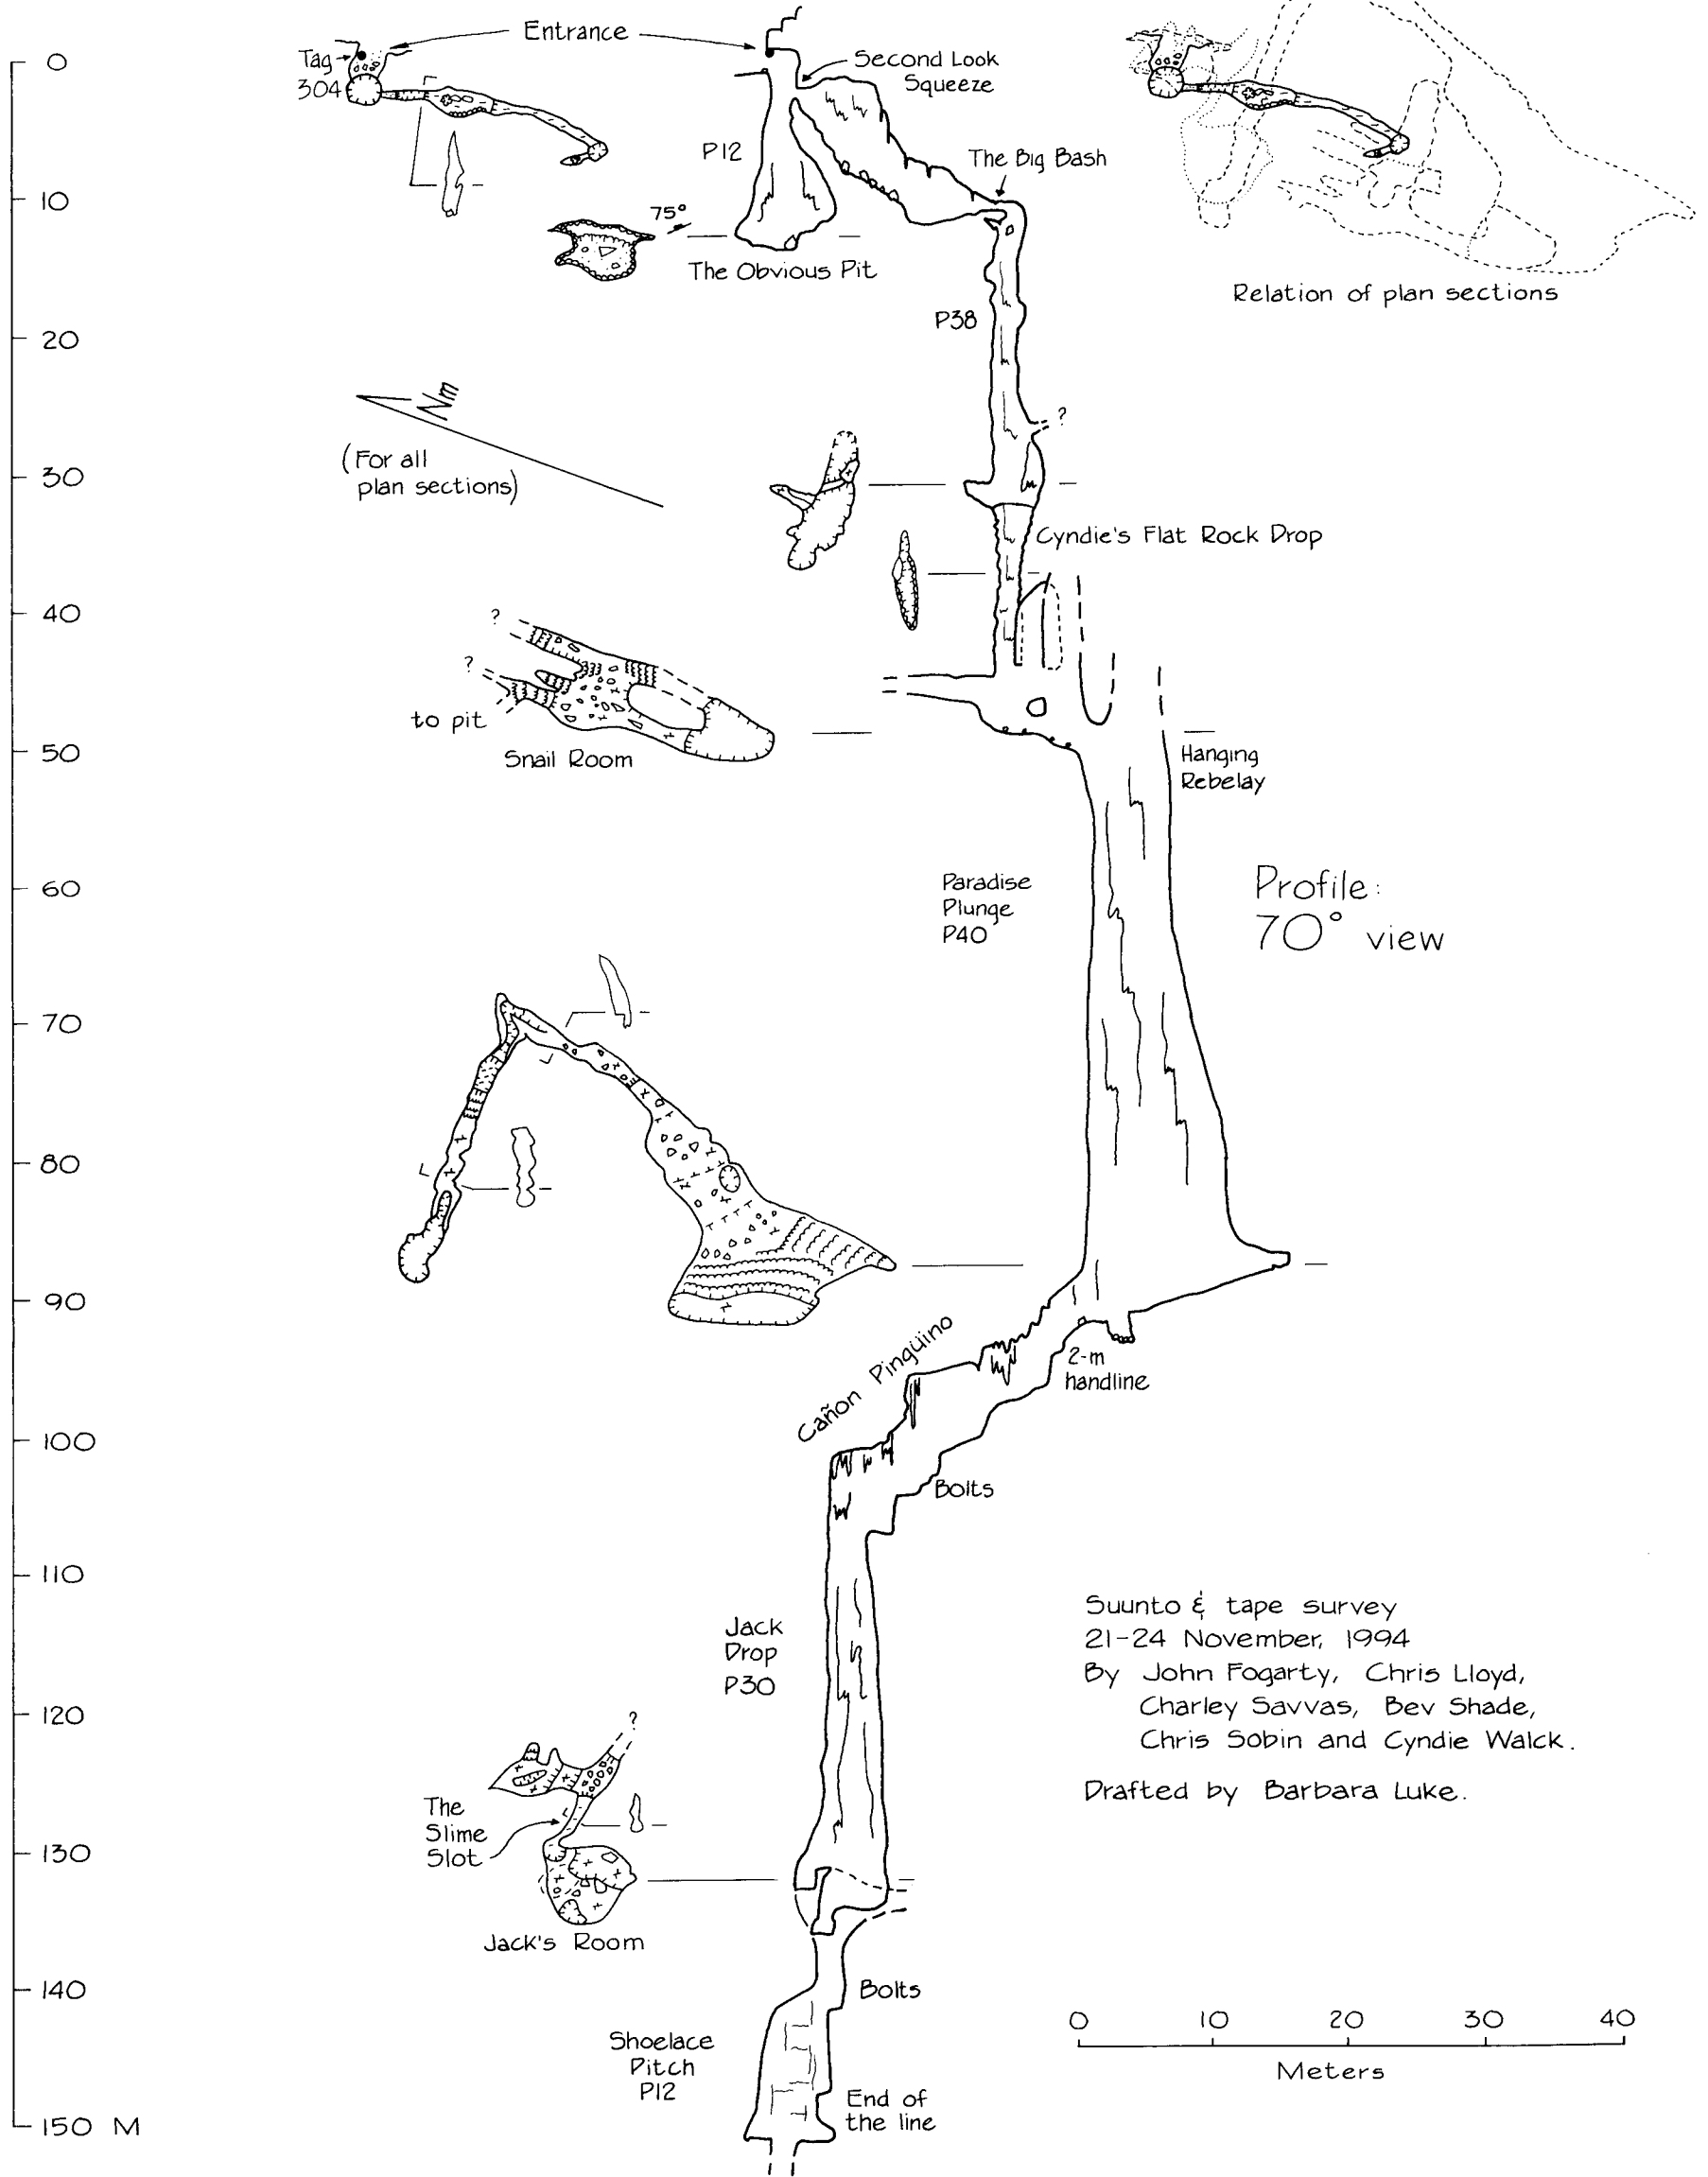 Entrance
Tag
304
Second Look
Squeeze
P12
The Big Bash
75°
The Obvious Pit
Relation of plan sections
P38
Nm
(For all
plan sections)
?
Cyndie's Flat Rock Drop
?
?
to pit
Snail Room
Hanging
Rebelay
Paradise
Plunge
P40
Profile:
70° view
Cañon Pingüino
2-m
handline
Bolts
Jack
Drop
P30
?
The
Slime
Slot
Jack's Room
Bolts
Shoelace
Pitch
P12
End of
the line
Suunto & tape survey
21-24 November, 1994
By John Fogarty, Chris Lloyd,
Charley Savvas, Bev Shade,
Chris Sobin and Cyndie Walck.
Drafted by Barbara Luke.
0 10 20 30 40
Meters
0
10
20
30
40
50
60
70
80
90
100
110
120
130
140
150 M